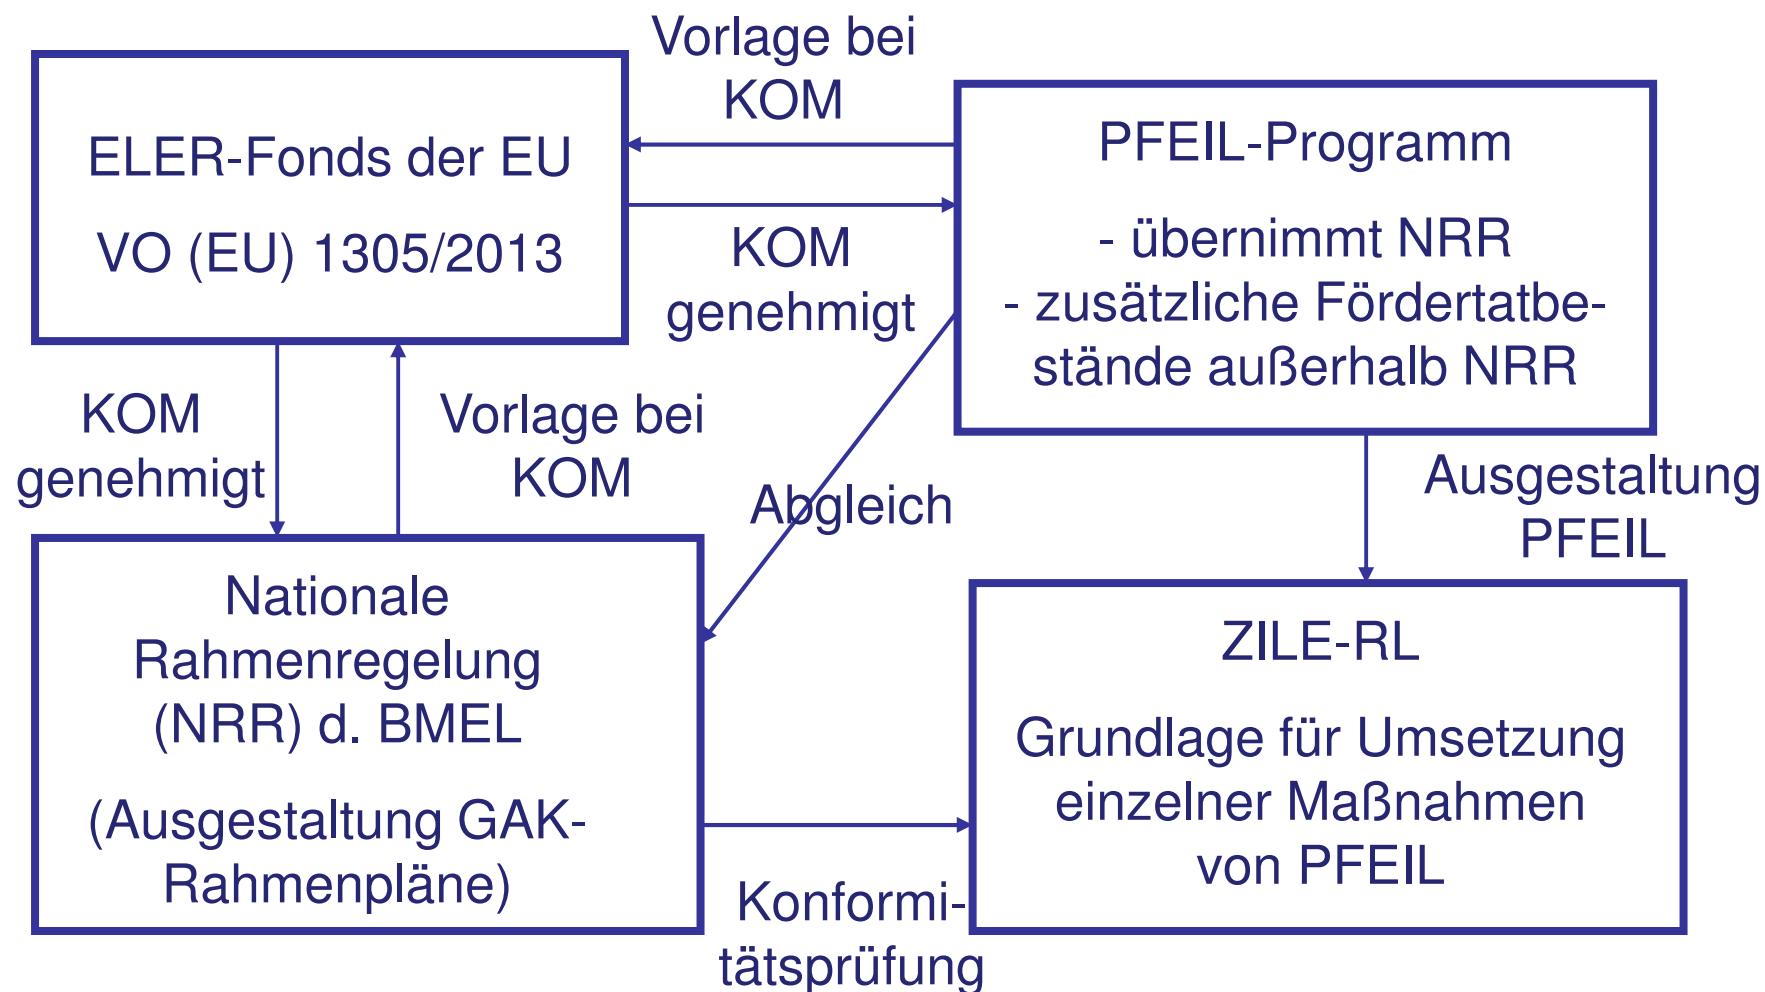 Vorlage bei
KOM
ELER-Fonds der EU
VO (EU) 1305/2013
PFEIL-Programm
- übernimmt NRR
- zusätzliche Fördertatbe-
stände außerhalb NRR
KOM
genehmigt
KOM
genehmigt
Vorlage bei
KOM
Abgleich
Ausgestaltung
PFEIL
Nationale
Rahmenregelung
(NRR) d. BMEL
(Ausgestaltung GAK-
Rahmenpläne)
ZILE-RL
Grundlage für Umsetzung
einzelner Maßnahmen
von PFEIL
Konformi-
tätsprüfung